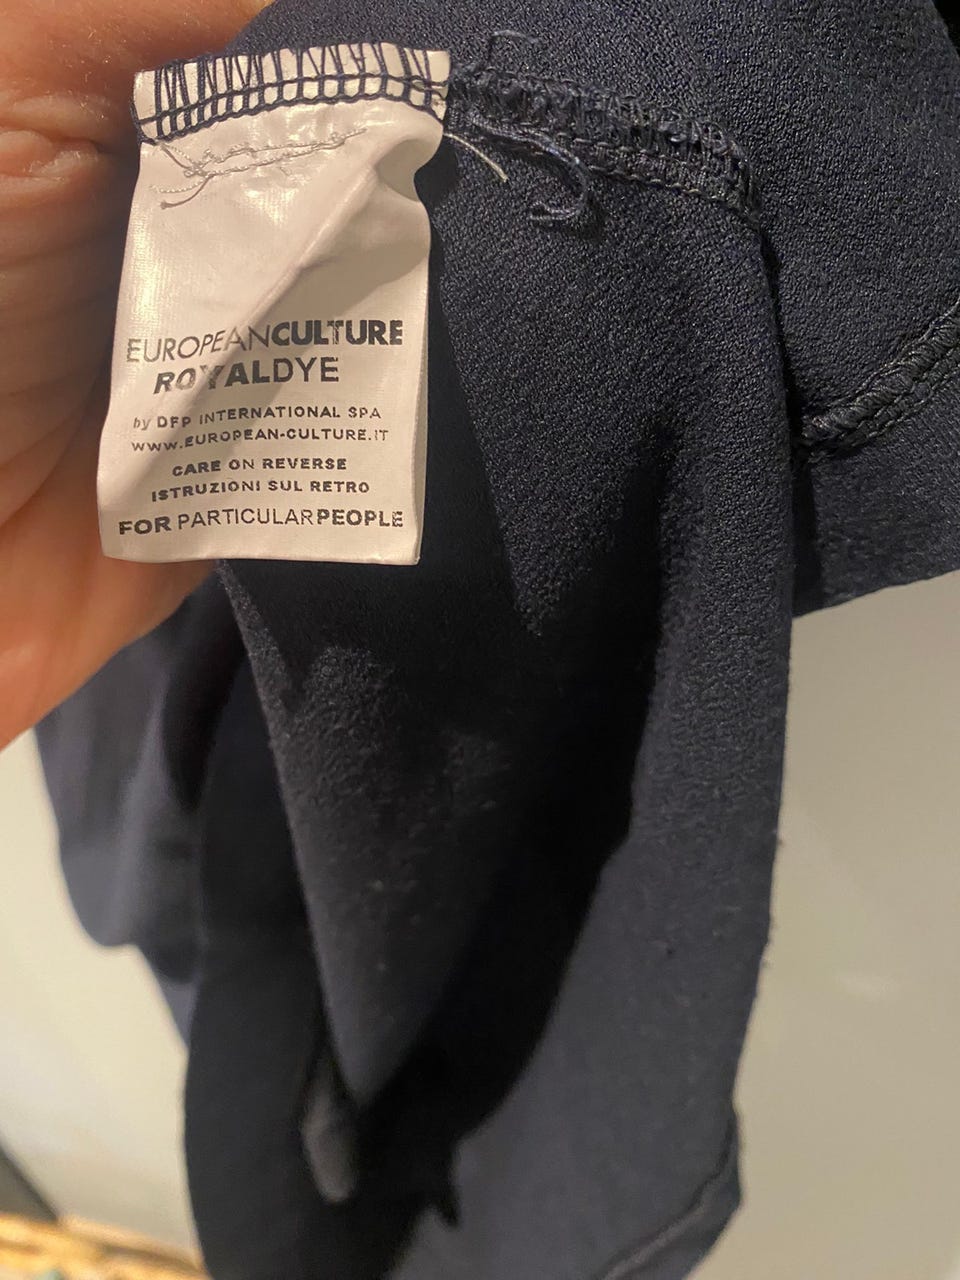 EUROPEANCULTURE
ROYALDYE
by DFP INTERNATIONAL SPA
WWW.EUROPEAN-CULTURE.IT
CARE ON REVERSE
ISTRUZIONI SUL RETRO
FOR PARTICULARPEOPLE